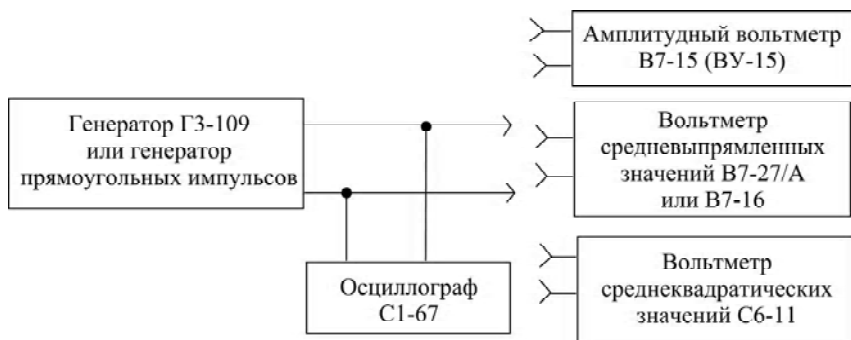 Амплитудный вольтметр
В7-15 (ВУ-15)
Генератор Г3-109
или генератор
прямоугольных импульсов
Вольтметр
средневыпрямленных
значений В7-27/А
или В7-16
Осциллограф
С1-67
Вольтметр
среднеквадратических
значений С6-11